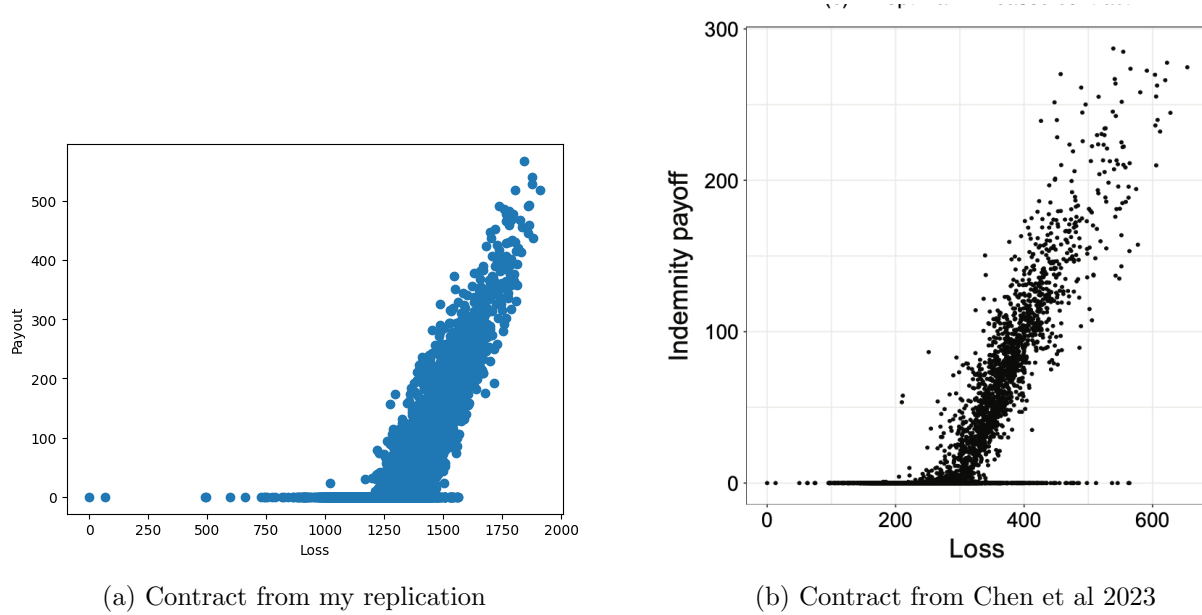 500
400
300
200
100
0
Payout
0 250 500 750 1000 1250 1500 1750 2000
Loss
(a) Contract from my replication
300
200
100
0
Indemnity payoff
0 200 400 600
Loss
(b) Contract from Chen et al 2023